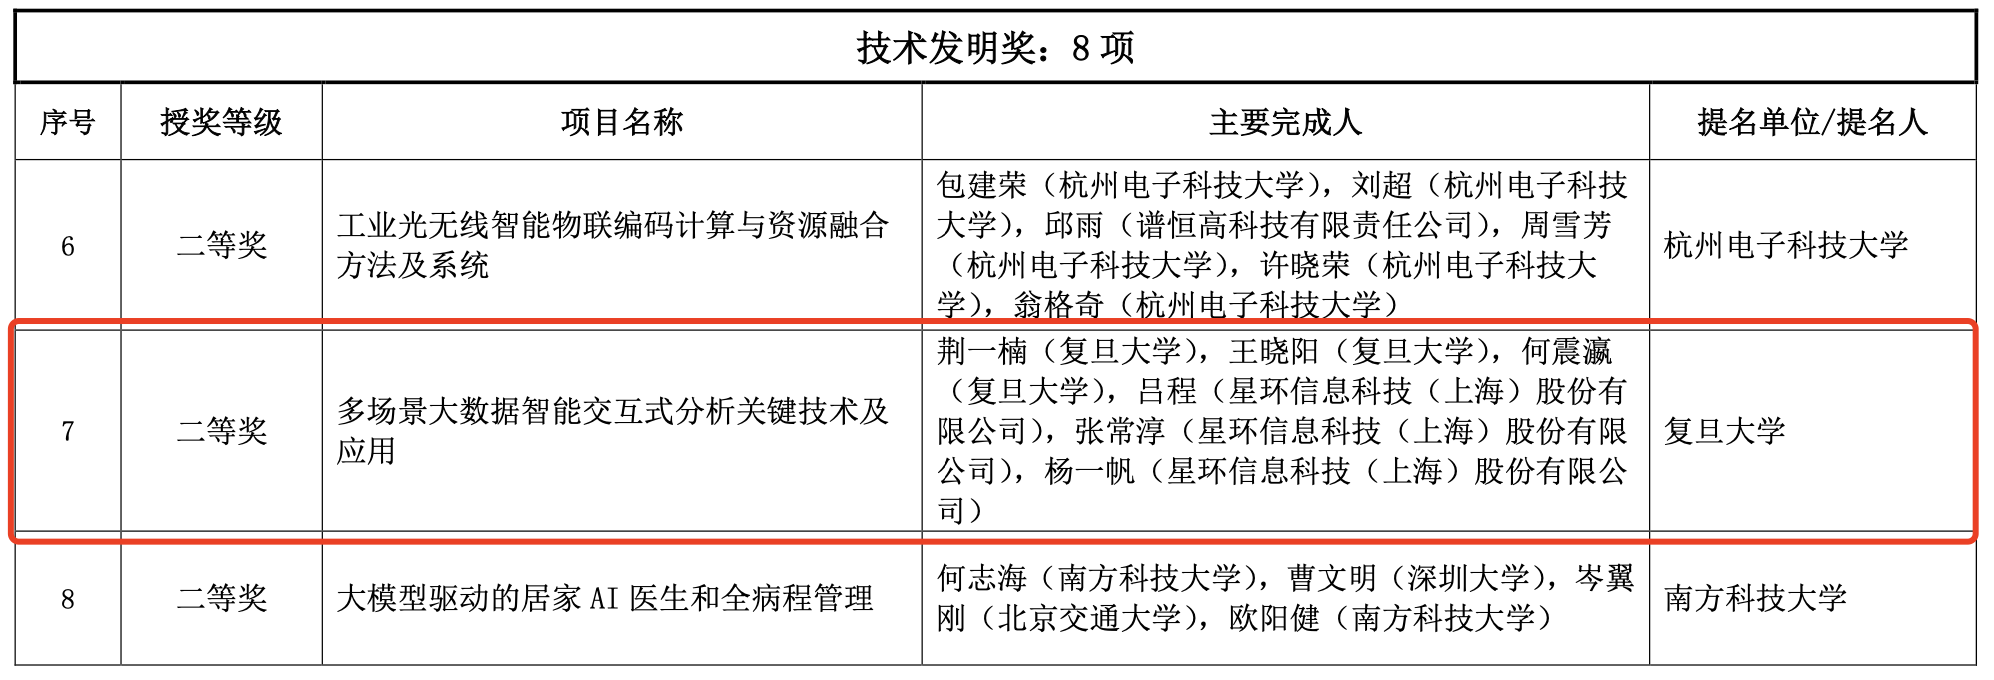 技术发明奖：8 项
序号 授奖等级 项目名称 主要完成人 提名单位/提名人
6
二等奖
工业光无线智能物联编码计算与资源融合
方法及系统
包建荣（杭州电子科技大学），刘超（杭州电子科技
大学），邱雨（谱恒高科技有限责任公司），周雪芳
（杭州电子科技大学），许晓荣（杭州电子科技大
学），翁格奇（杭州电子科技大学）
杭州电子科技大学
7
二等奖
多场景大数据智能交互式分析关键技术及
应用
荆一楠（复旦大学），王晓阳（复旦大学），何震瀛
（复旦大学），吕程（星环信息科技（上海）股份有
限公司），张常淳（星环信息科技（上海）股份有限
公司），杨一帆（星环信息科技（上海）股份有限公
司）
复旦大学
8
二等奖
大模型驱动的居家 AI 医生和全病程管理
何志海（南方科技大学），曹文明（深圳大学），岑翼
刚（北京交通大学），欧阳健（南方科技大学）
南方科技大学